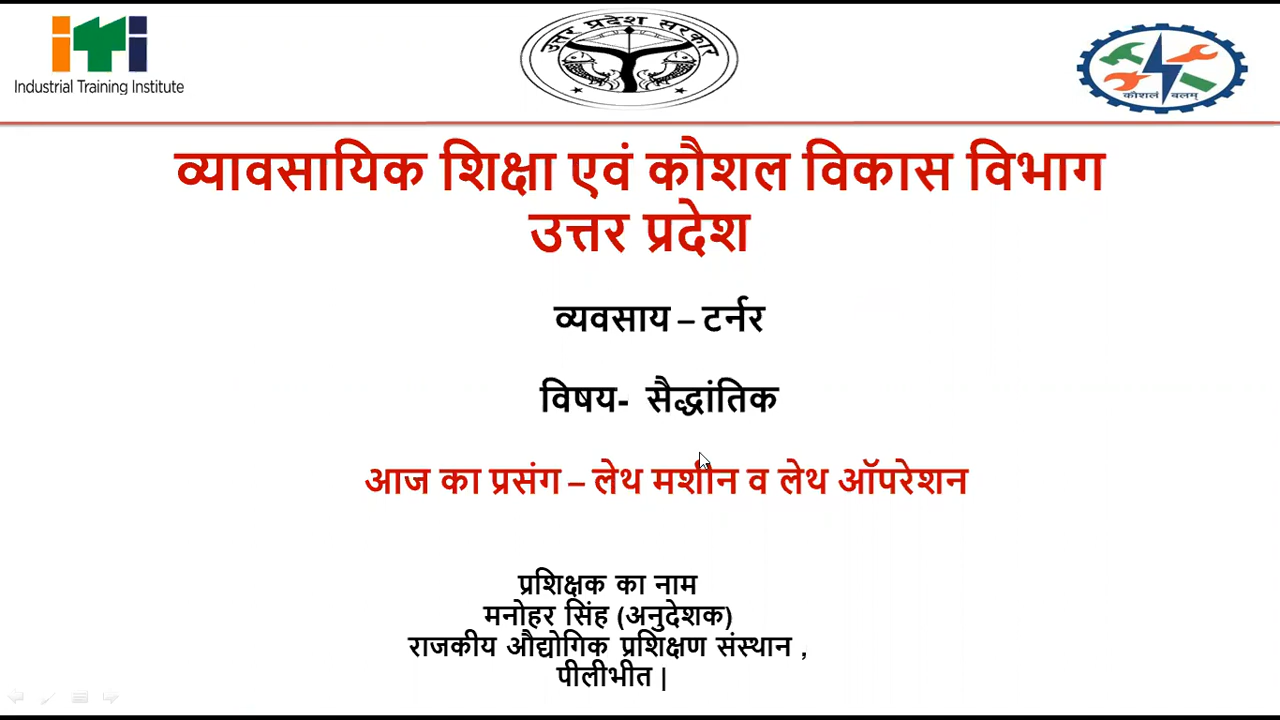 iTi
Industrial Training Institute
उत्तर प्रदेश सरकार
कौशलं बलम्
व्यावसायिक शिक्षा एवं कौशल विकास विभाग
उत्तर प्रदेश
व्यवसाय – टर्नर
विषय- सैद्धांतिक
आज का प्रसंग – लेथ मशीन व लेथ ऑपरेशन
प्रशिक्षक का नाम
मनोहर सिंह (अनुदेशक)
राजकीय औद्योगिक प्रशिक्षण संस्थान ,
पीलीभीत |